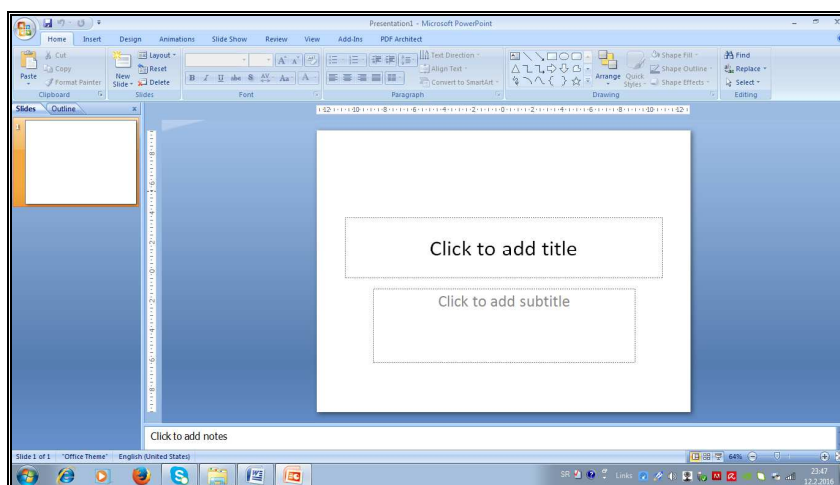 Presentation1 - Microsoft PowerPoint
Home Insert Design Animations Slide Show Review View Add-Ins PDF Architect
Paste
Cut
Copy
Format Painter
Clipboard
New
Slide
Layout
Reset
Delete
Slides
B I U abe S AV Aa A
Font
Text Direction
Align Text
Convert to SmartArt
Paragraph
Arrange
Quick
Styles
Shape Fill
Shape Outline
Shape Effects
Drawing
Find
Replace
Select
Editing
Slides Outline
Click to add title
Click to add subtitle
Click to add notes
Slide 1 of 1 "Office Theme" English (United States) 64%
SR Links 23:47
12.2.2016